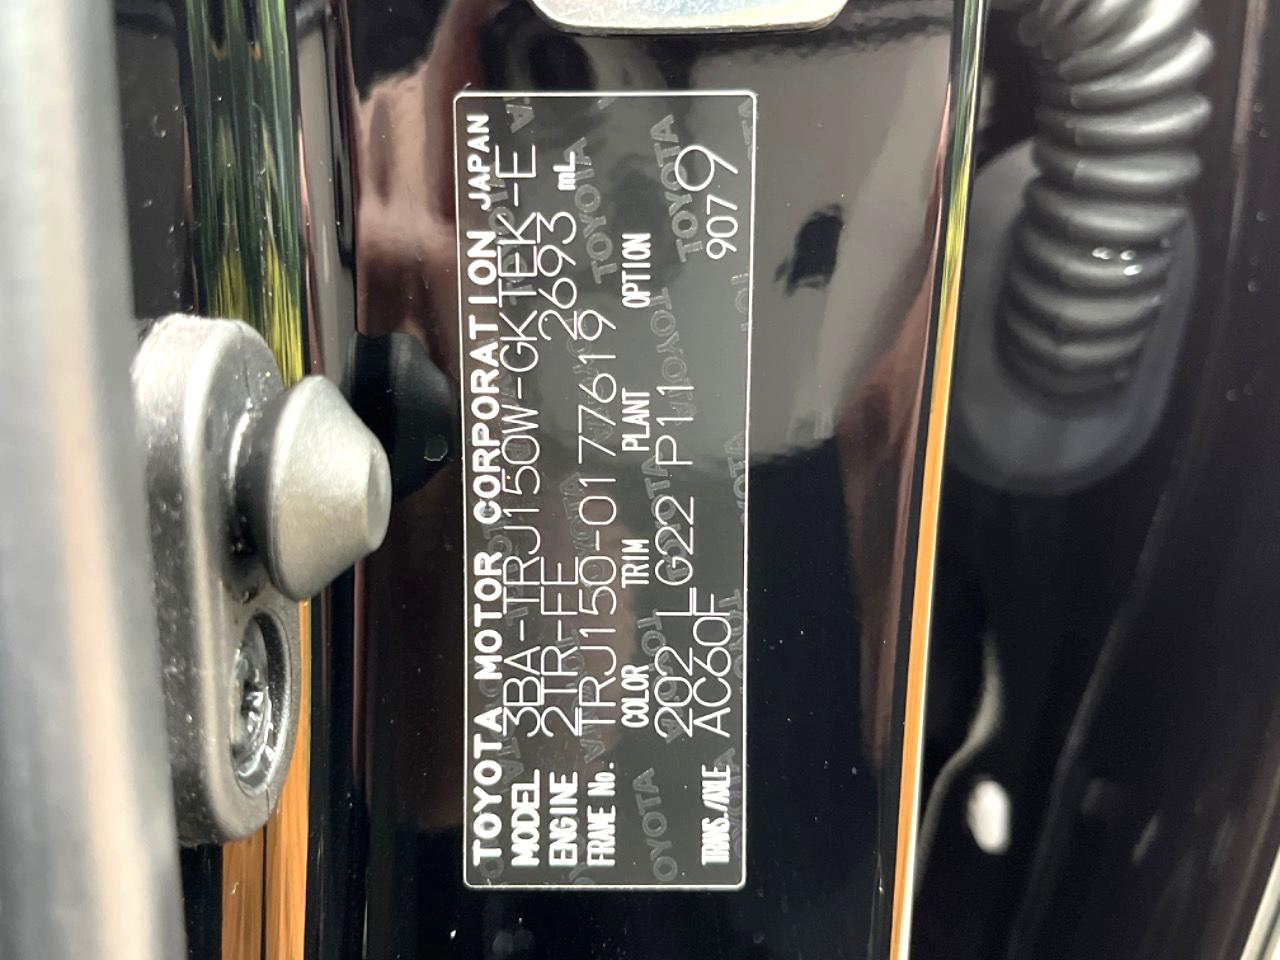 TOYOTA MOTOR CORPORATION JAPAN
MODEL 3BA-TRJ150W-GKTEK-E
ENGINE 2TR-FE 2693 mL
FRAME No. TRJ150-0177619
COLOR TRIM PLANT OPTION
202 LG22 P11
TRANS./AXLE AC60F 9079